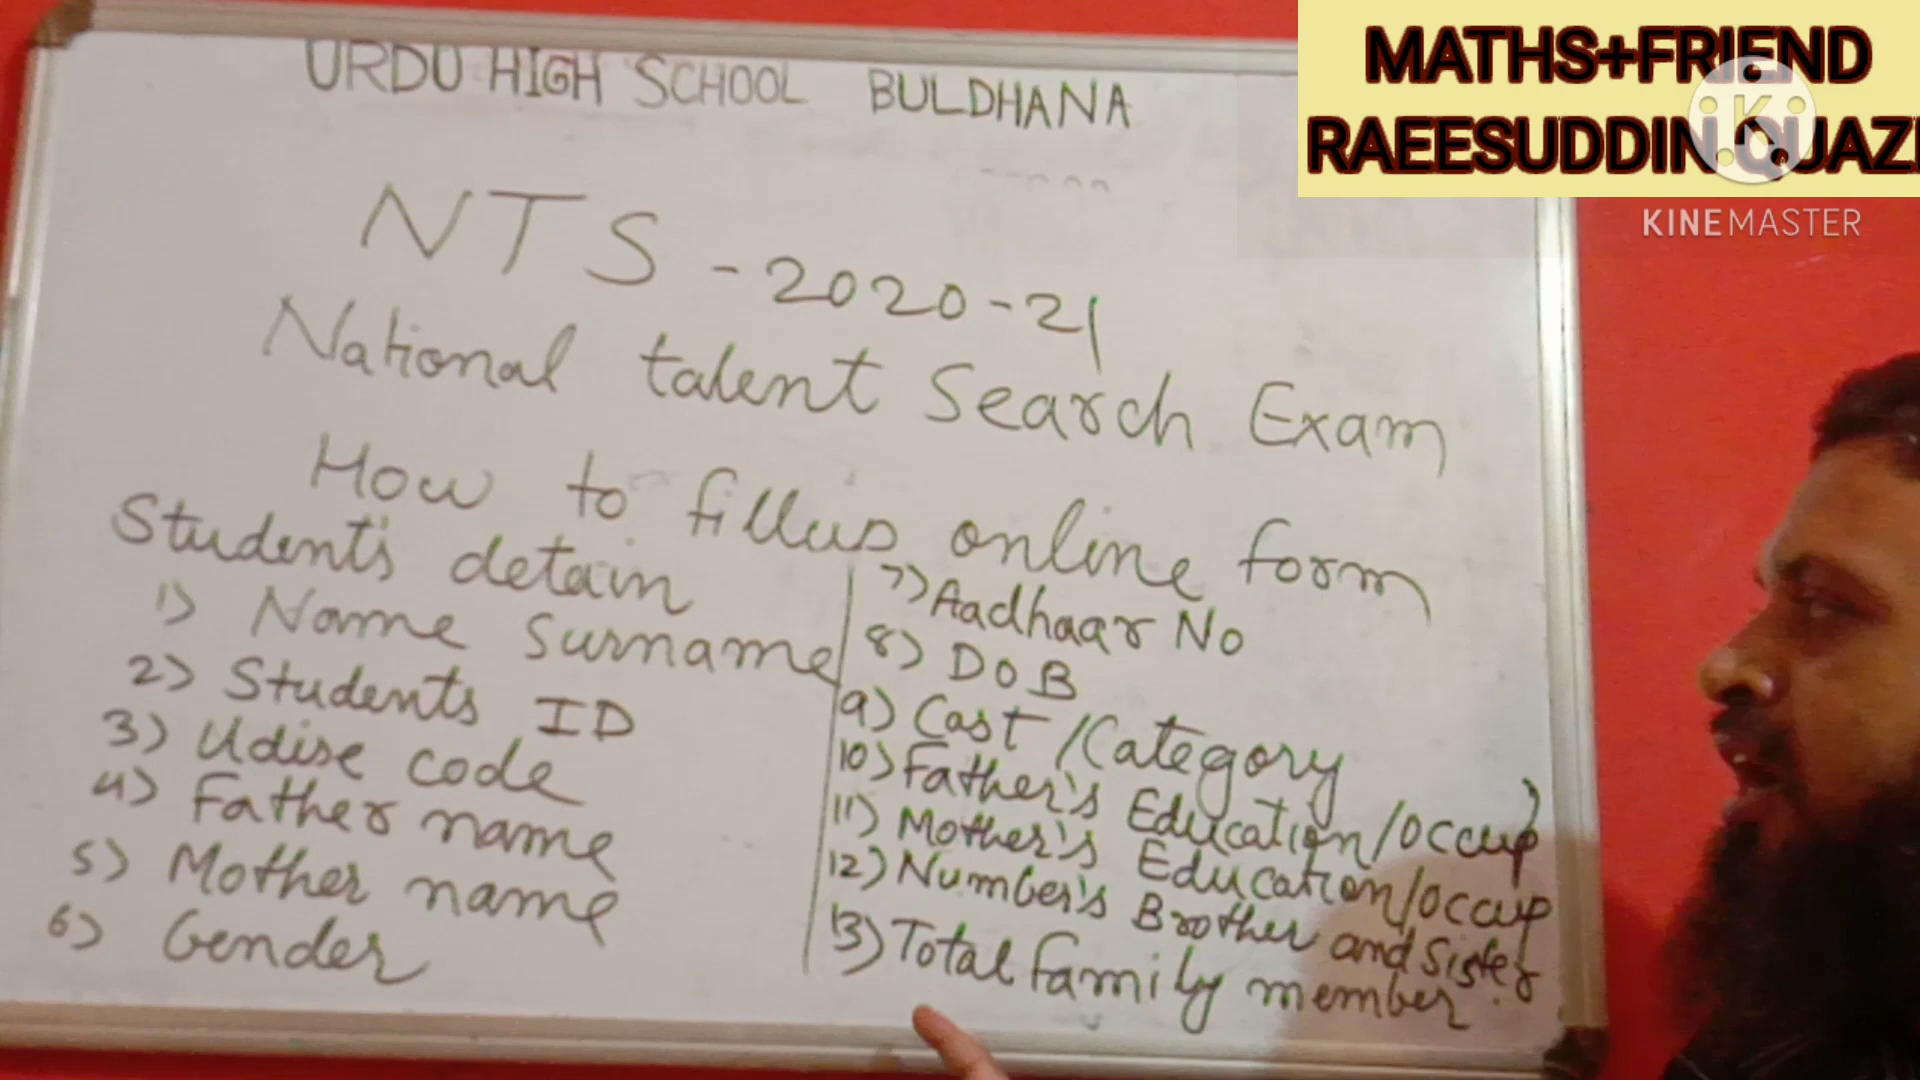 URDU HIGH SCHOOL BULDHANA
NTS - 2020-21
National talent Search Exam
How to fillup online form
Student's detain
1) Name Surname
2) Students ID
3) Udise code
4) Father name
5) Mother name
6) Gender
7) Aadhaar No
8) DOB
9) Cast / Category
10) Father's Education/occup
11) Mother's Education/occup
12) Number's Brother and Sister
13) Total family member
MATHS+FRIEND
RAEESUDDIN QUAZI
K
KINEMASTER